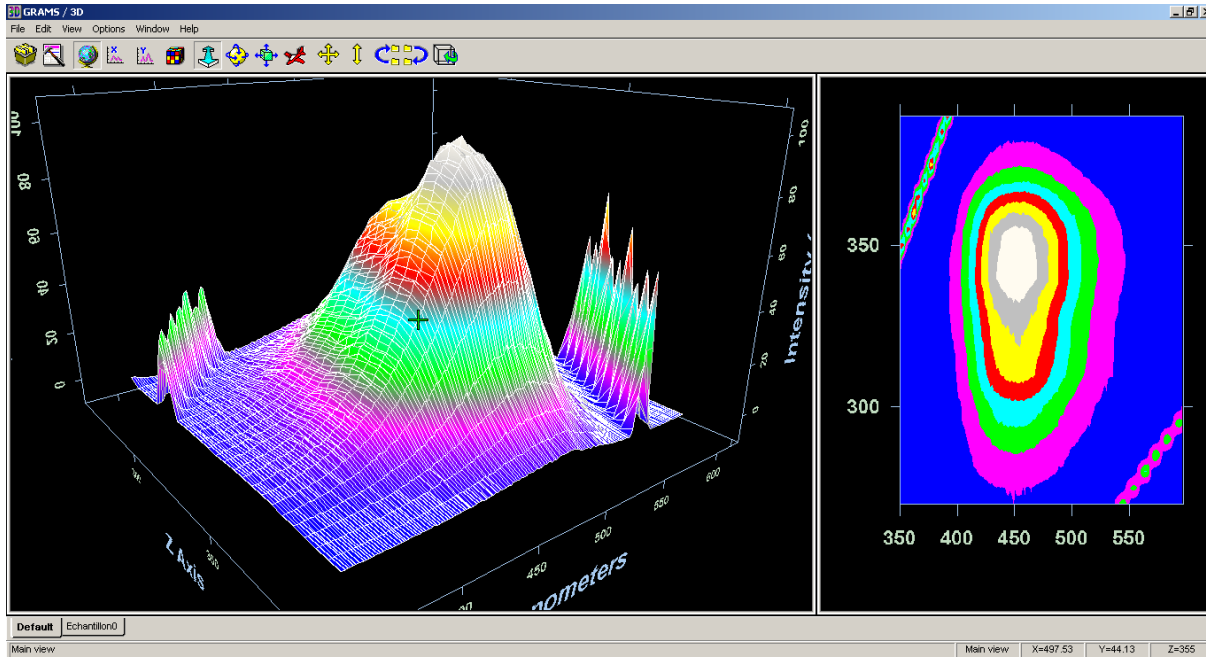 GRAMS / 3D
File Edit View Options Window Help
100
80
60
40
20
0
100
80
60
40
20
0
Intensity (
Z Axis
350
450
500
550
600
nometers
350
300
350 400 450 500 550
Default Echantillon0
Main view Main view X=497.53 Y=44.13 Z=355